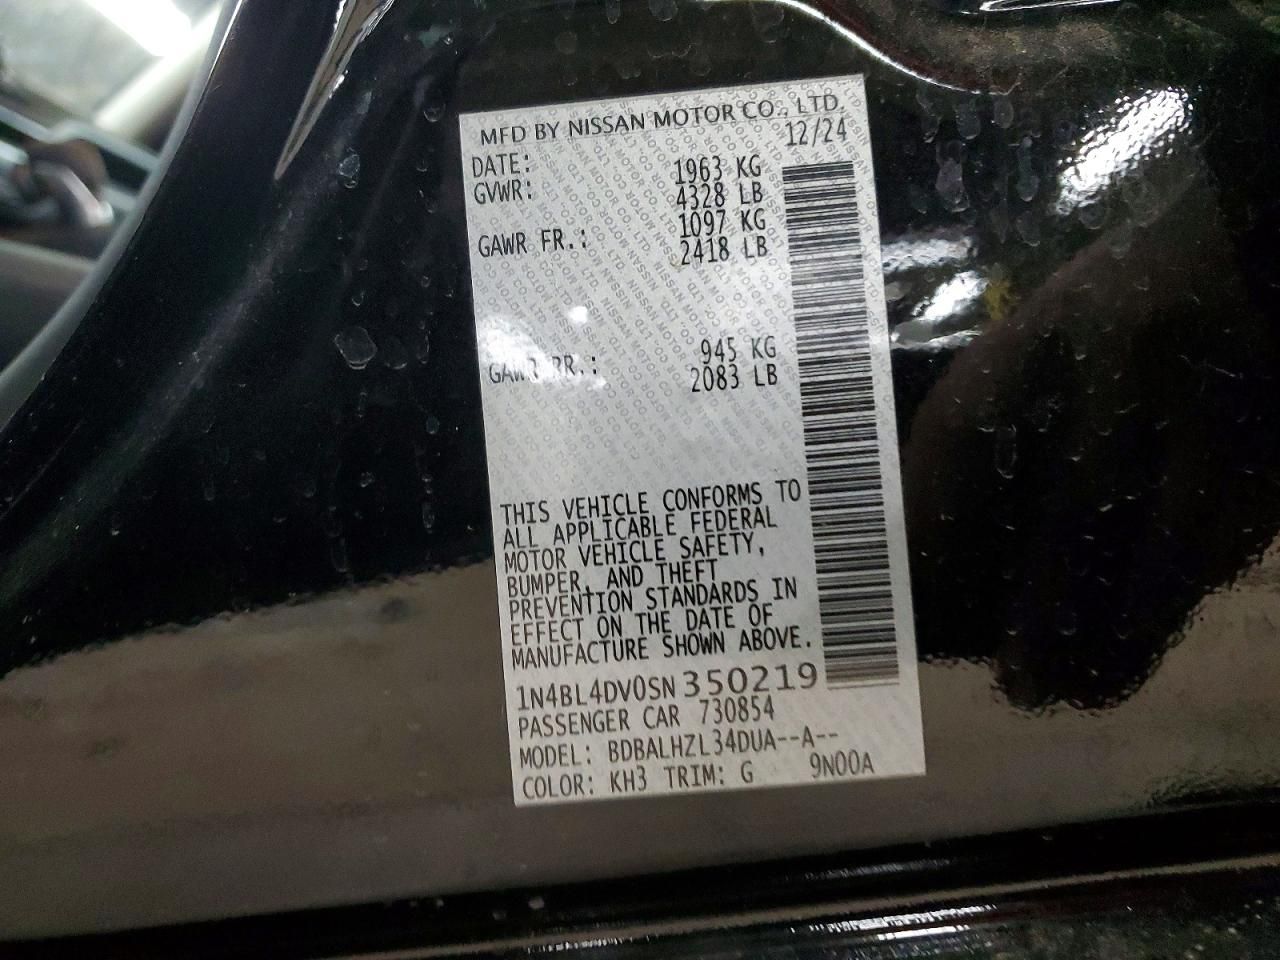 MFD BY NISSAN MOTOR CO., LTD.
DATE: 12/24
GVWR: 1963 KG
4328 LB
GAWR FR.: 1097 KG
2418 LB
GAWR RR.: 945 KG
2083 LB
THIS VEHICLE CONFORMS TO
ALL APPLICABLE FEDERAL
MOTOR VEHICLE SAFETY,
BUMPER, AND THEFT
PREVENTION STANDARDS IN
EFFECT ON THE DATE OF
MANUFACTURE SHOWN ABOVE.
1N4BL4DV0SN350219
PASSENGER CAR 730854
MODEL: BDBALHZL34DUA--A--
COLOR: KH3 TRIM: G 9N00A